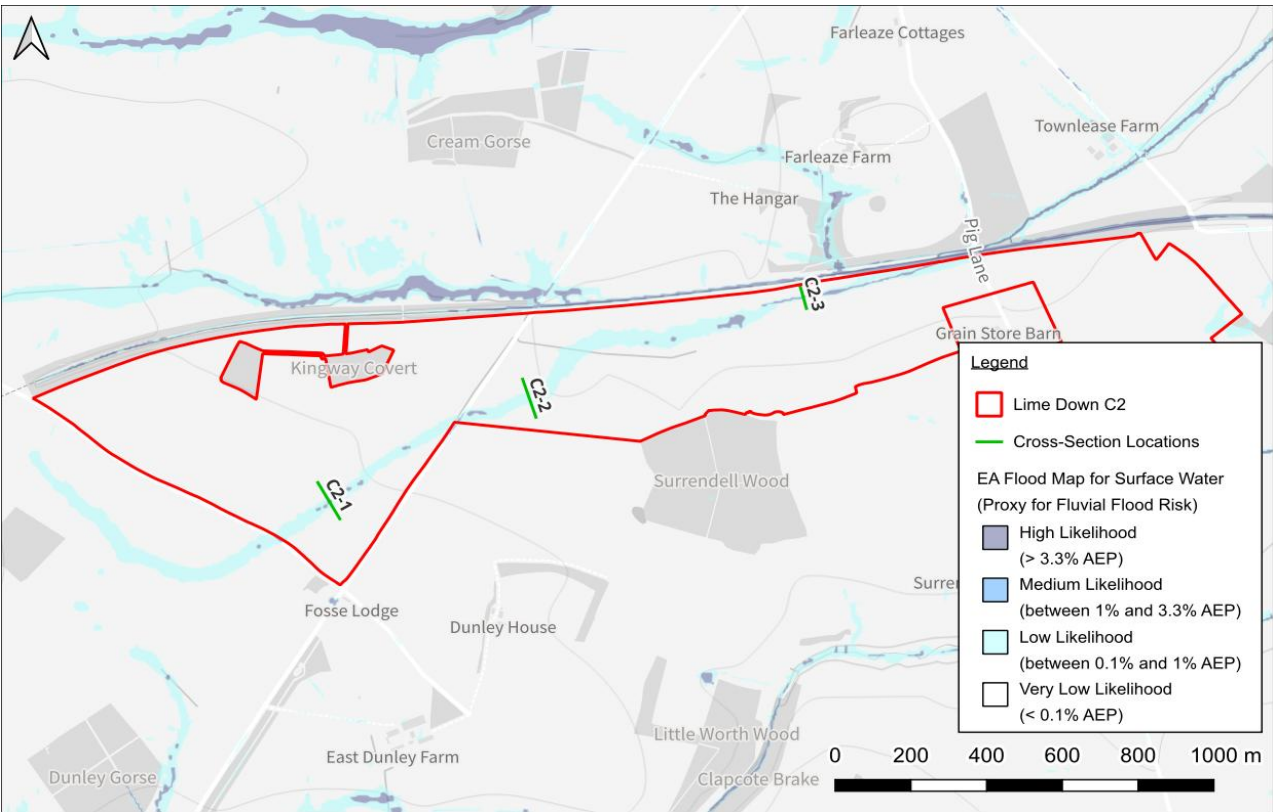 Farleaze Cottages
Townlease Farm
Cream Gorse
Farleaze Farm
The Hangar
Pig Lane
C2-3
Grain Store Barn
Kingway Covert
C2-2
C2-1
Surrendell Wood
Fosse Lodge
Dunley House
East Dunley Farm
Dunley Gorse
Little Worth Wood
Clapcote Brake
Legend
Lime Down C2
Cross-Section Locations
EA Flood Map for Surface Water
(Proxy for Fluvial Flood Risk)
High Likelihood
(> 3.3% AEP)
Medium Likelihood
(between 1% and 3.3% AEP)
Low Likelihood
(between 0.1% and 1% AEP)
Very Low Likelihood
(< 0.1% AEP)
0 200 400 600 800 1000 m